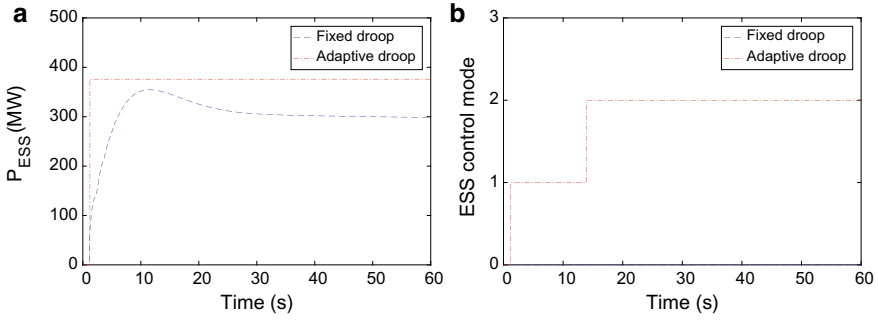 a
500
400
300
200
100
0
P_ESS(MW)
Fixed droop
Adaptive droop
0 10 20 30 40 50 60
Time (s)
b
3
2
1
0
ESS control mode
Fixed droop
Adaptive droop
0 10 20 30 40 50 60
Time (s)